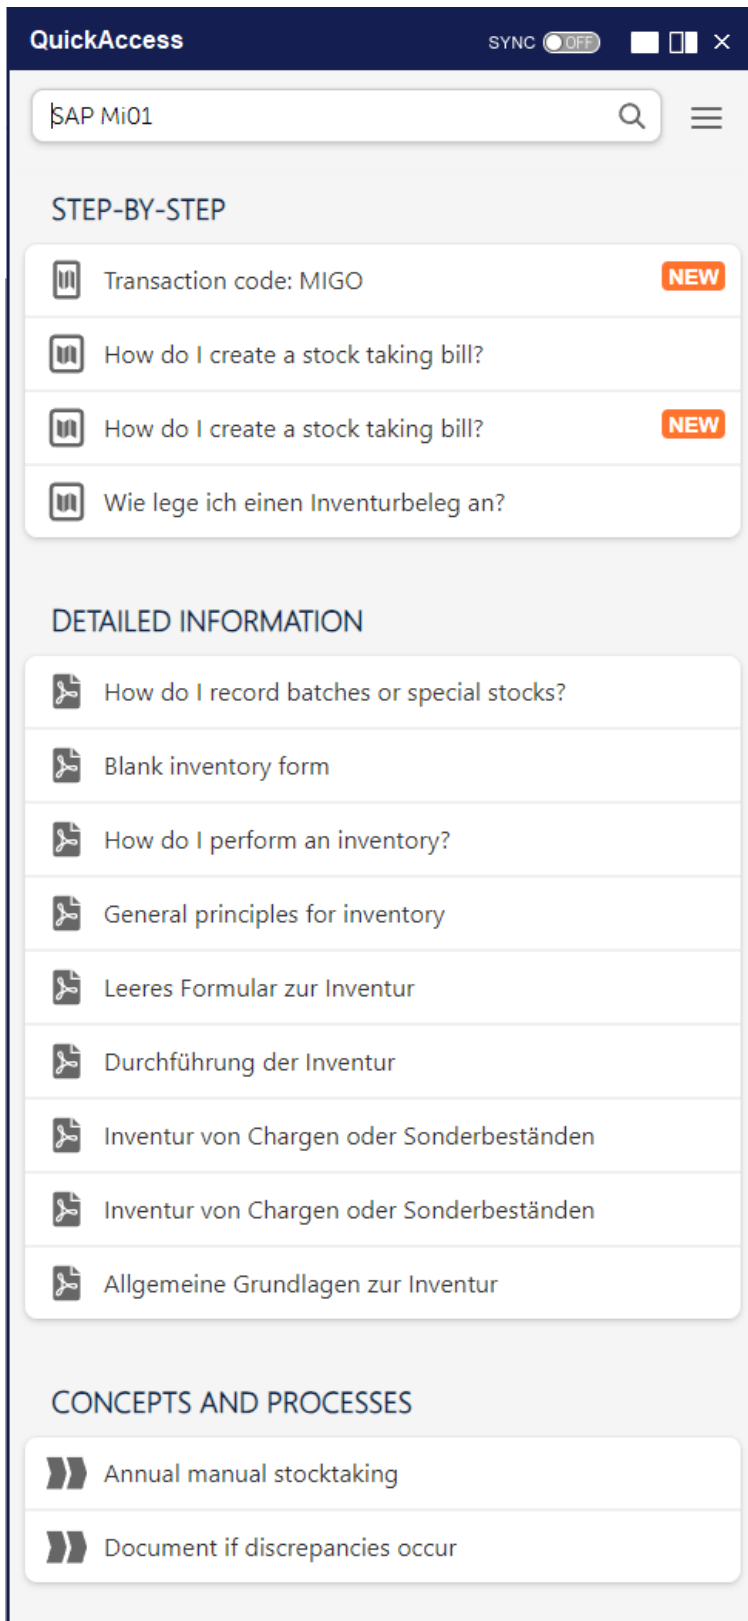 QuickAccess
SYNC OFF
SAP Mi01
STEP-BY-STEP
Transaction code: MIGO
NEW
How do I create a stock taking bill?
How do I create a stock taking bill?
NEW
Wie lege ich einen Inventurbeleg an?
DETAILED INFORMATION
How do I record batches or special stocks?
Blank inventory form
How do I perform an inventory?
General principles for inventory
Leeres Formular zur Inventur
Durchführung der Inventur
Inventur von Chargen oder Sonderbeständen
Inventur von Chargen oder Sonderbeständen
Allgemeine Grundlagen zur Inventur
CONCEPTS AND PROCESSES
Annual manual stocktaking
Document if discrepancies occur